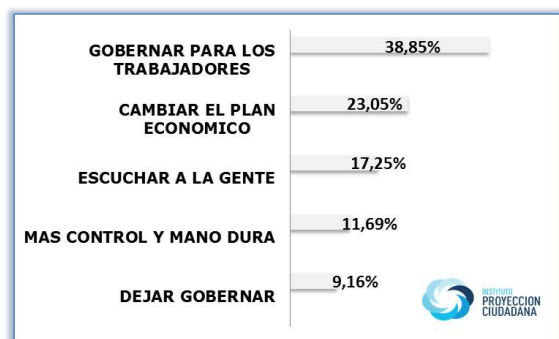 GOBERNAR PARA LOS
TRABAJADORES
38,85%
CAMBIAR EL PLAN
ECONOMICO
23,05%
ESCUCHAR A LA GENTE
17,25%
MAS CONTROL Y MANO DURA
11,69%
DEJAR GOBERNAR
9,16%
INSTITUTO
PROYECCION
CIUDADANA